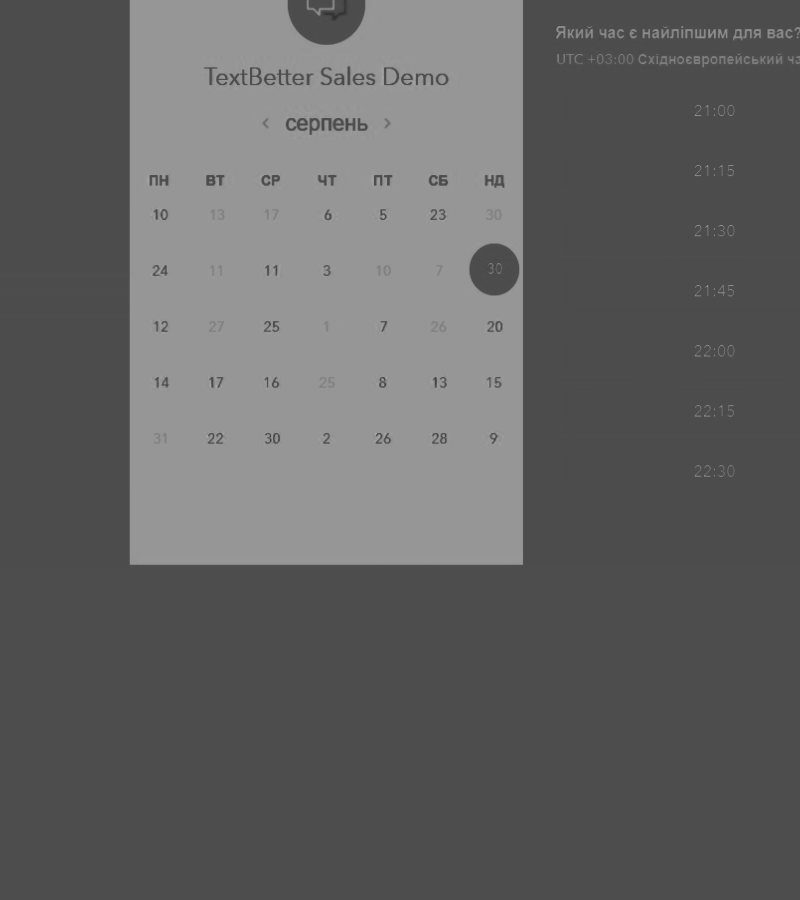 TextBetter Sales Demo
‹ серпень ›
ПН ВТ СР ЧТ ПТ СБ НД
10 13 17 6 5 23 30
24 11 11 3 10 7 30
12 27 25 1 7 26 20
14 17 16 25 8 13 15
31 22 30 2 26 28 9
Який час є найліпшим для вас?
UTC +03:00 Східноєвропейський
21:00
21:15
21:30
21:45
22:00
22:15
22:30